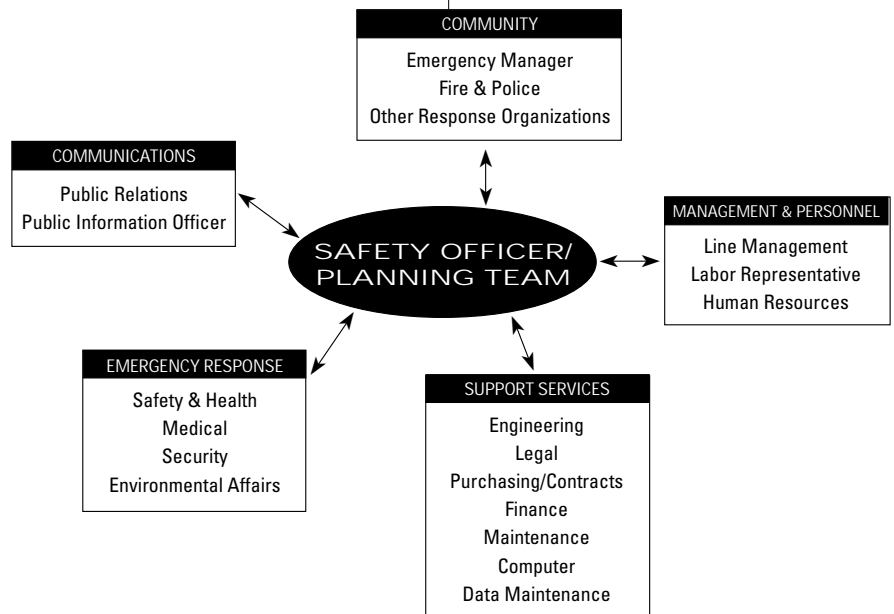 COMMUNITY
Emergency Manager
Fire & Police
Other Response Organizations
COMMUNICATIONS
Public Relations
Public Information Officer
SAFETY OFFICER/
PLANNING TEAM
MANAGEMENT & PERSONNEL
Line Management
Labor Representative
Human Resources
EMERGENCY RESPONSE
Safety & Health
Medical
Security
Environmental Affairs
SUPPORT SERVICES
Engineering
Legal
Purchasing/Contracts
Finance
Maintenance
Computer
Data Maintenance